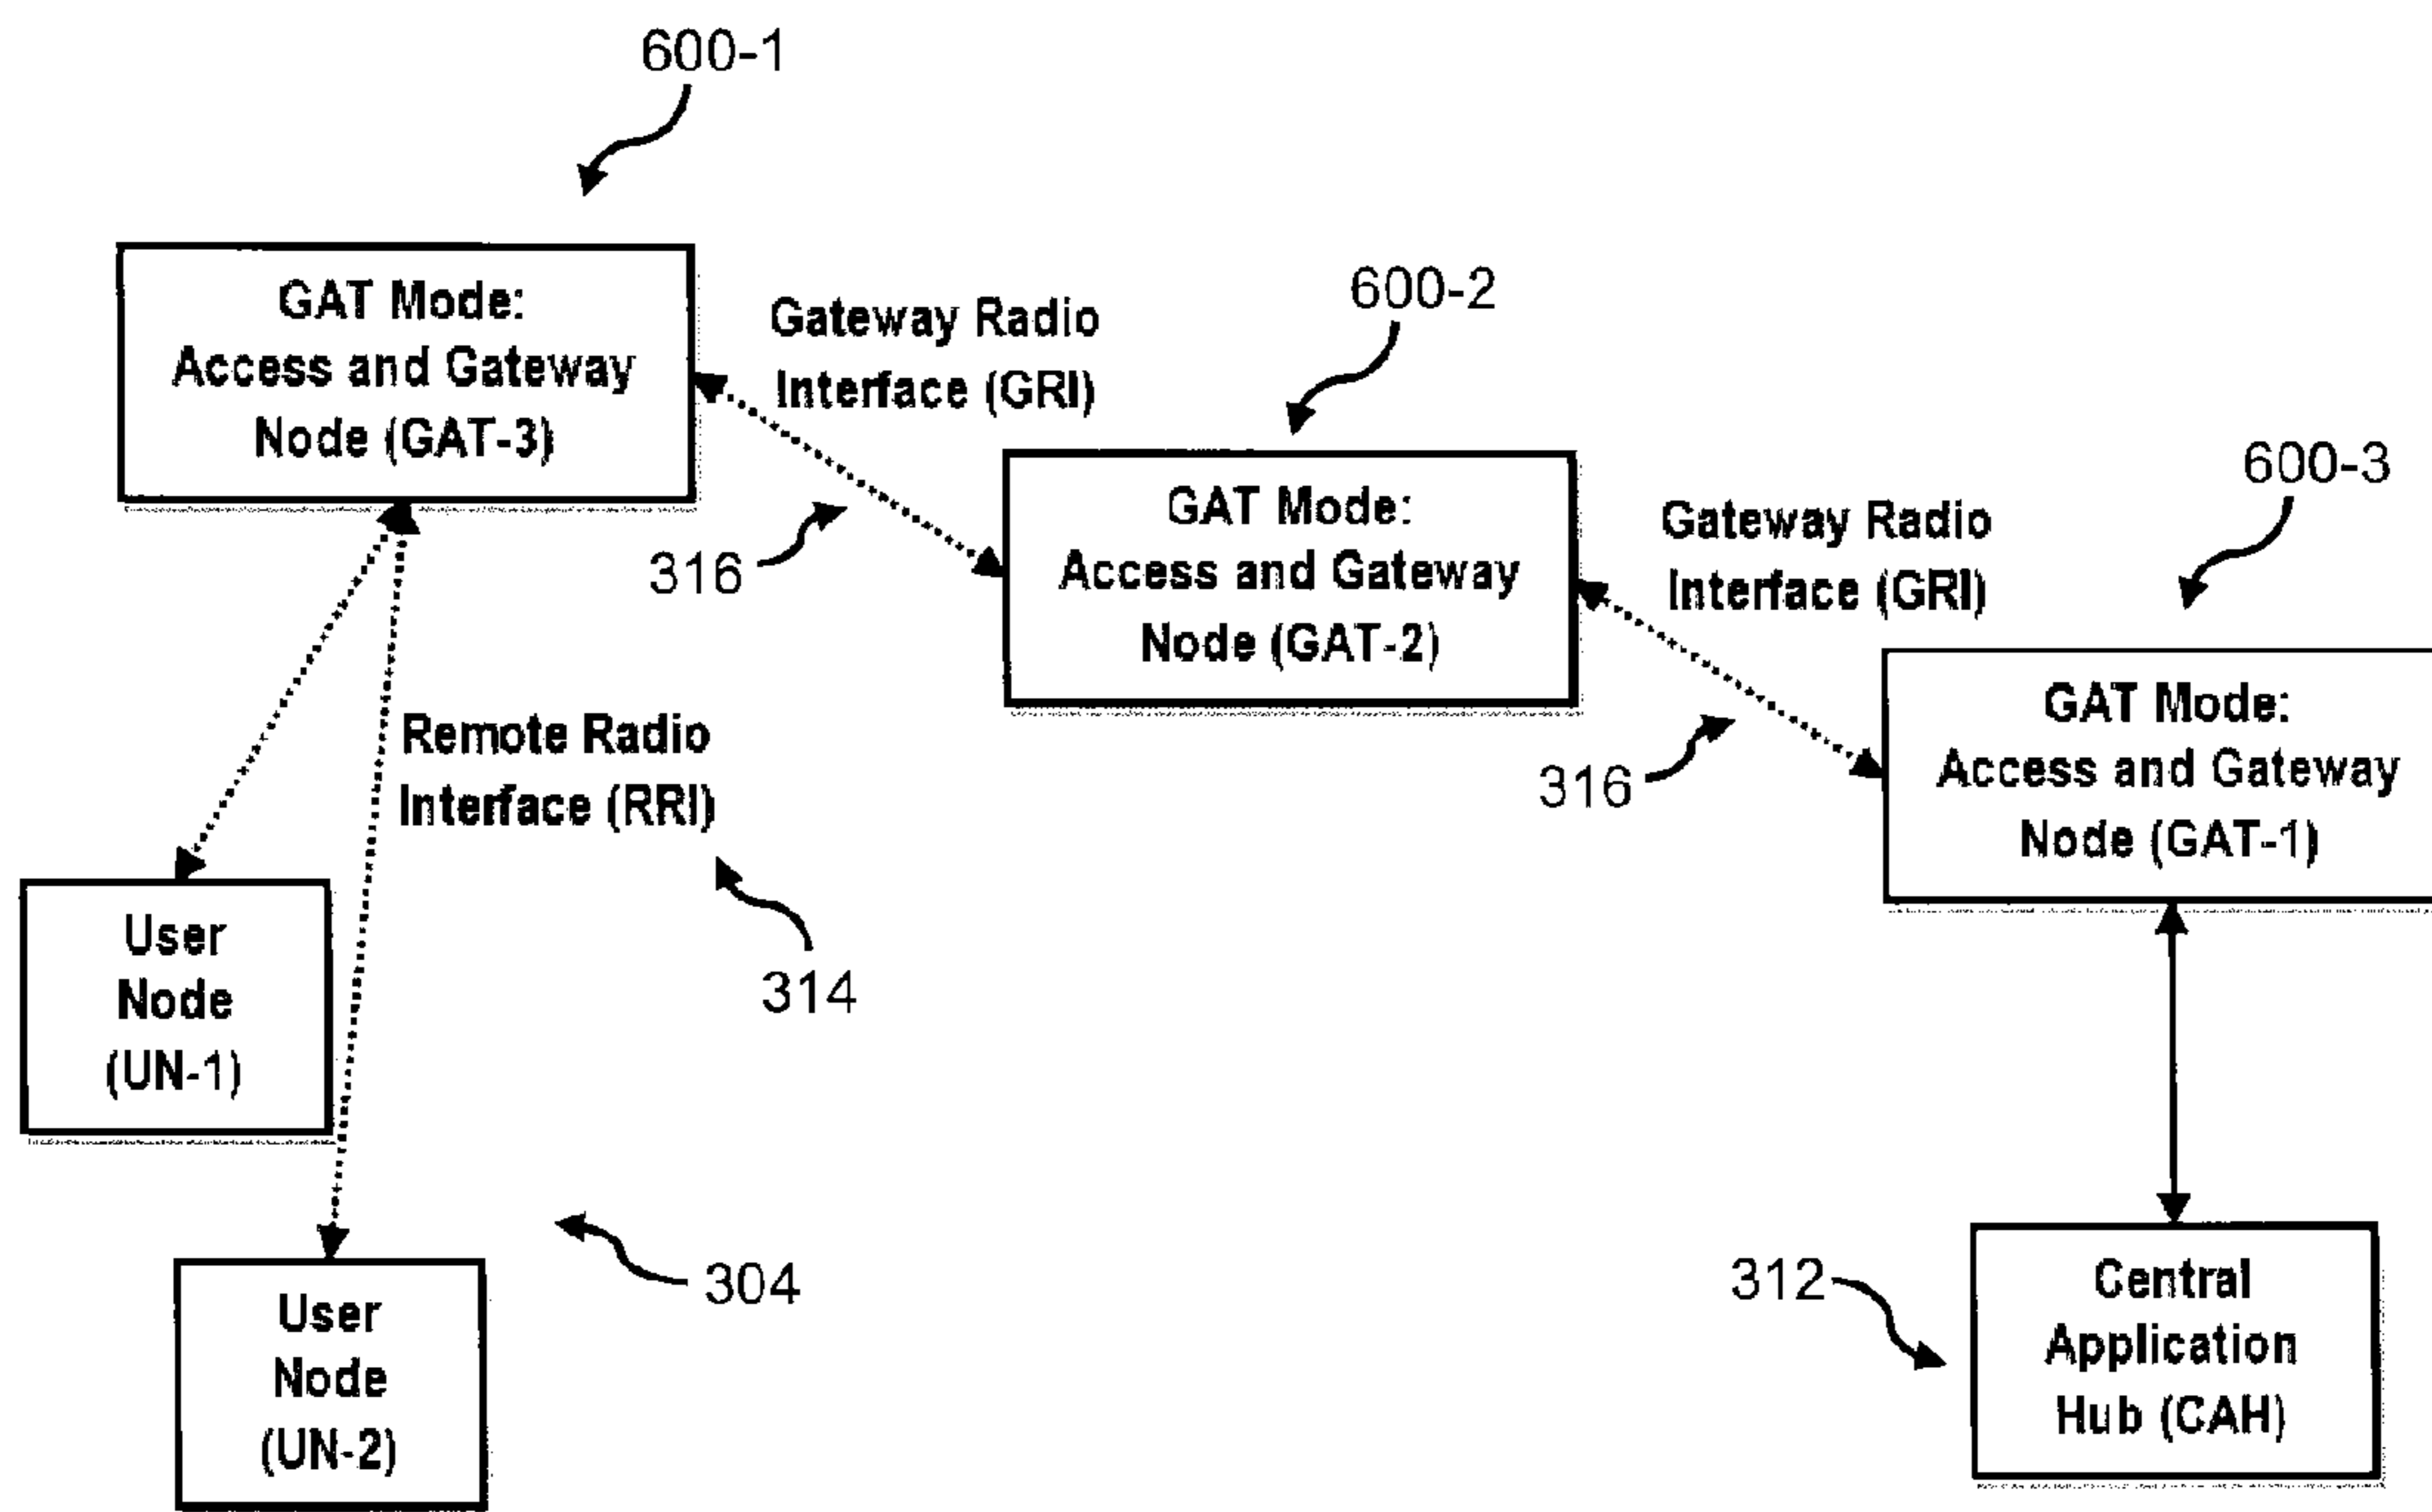 600-1
GAT Mode:
Access and Gateway
Node (GAT-3)
Gateway Radio
Interface (GRI)
316
600-2
GAT Mode:
Access and Gateway
Node (GAT-2)
Gateway Radio
Interface (GRI)
316
600-3
GAT Mode:
Access and Gateway
Node (GAT-1)
Remote Radio
Interface (RRI)
314
User
Node
(UN-1)
304
User
Node
(UN-2)
312
Central
Application
Hub (CAH)